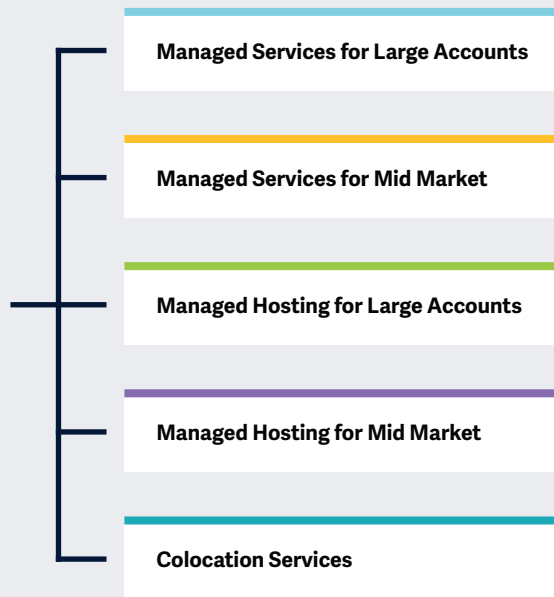 Managed Services for Large Accounts
Managed Services for Mid Market
Managed Hosting for Large Accounts
Managed Hosting for Mid Market
Colocation Services